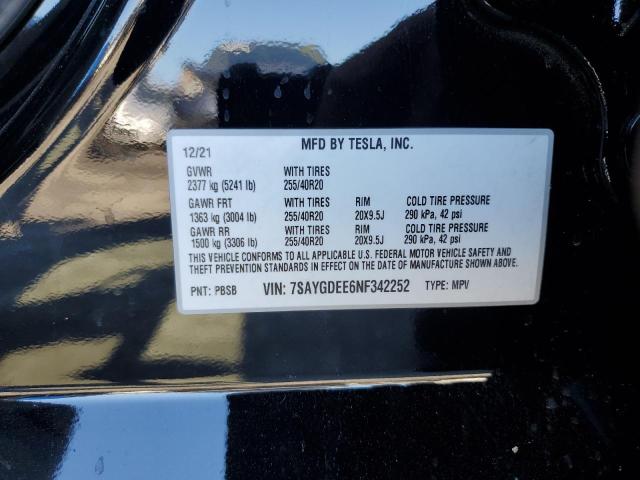 12/21 MFD BY TESLA, INC.
GVWR WITH TIRES
2377 kg (5241 lb) 255/40R20
GAWR FRT WITH TIRES RIM COLD TIRE PRESSURE
1363 kg (3004 lb) 255/40R20 20X9.5J 290 kPa, 42 psi
GAWR RR WITH TIRES RIM COLD TIRE PRESSURE
1500 kg (3306 lb) 255/40R20 20X9.5J 290 kPa, 42 psi
THIS VEHICLE CONFORMS TO ALL APPLICABLE U.S. FEDERAL MOTOR VEHICLE SAFETY AND
THEFT PREVENTION STANDARDS IN EFFECT ON THE DATE OF MANUFACTURE SHOWN ABOVE.
PNT: PBSB VIN: 7SAYGDEE6NF342252 TYPE: MPV